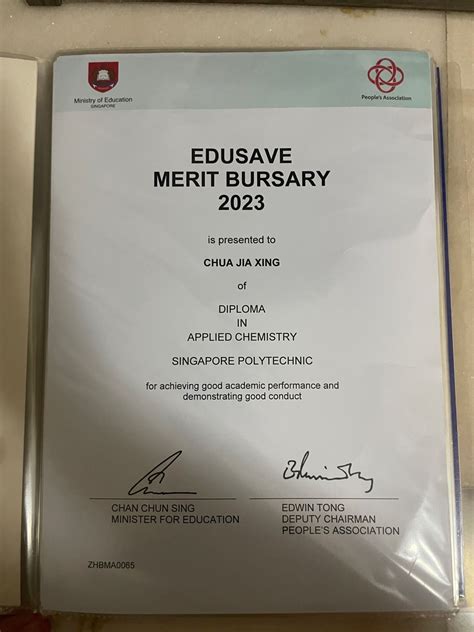 Ministry of Education
SINGAPORE
People's Association
EDUSAVE
MERIT BURSARY
2023
is presented to
CHUA JIA XING
of
DIPLOMA
IN
APPLIED CHEMISTRY
SINGAPORE POLYTECHNIC
for achieving good academic performance and
demonstrating good conduct
CHAN CHUN SING
MINISTER FOR EDUCATION
EDWIN TONG
DEPUTY CHAIRMAN
PEOPLE'S ASSOCIATION
ZHBMA0065